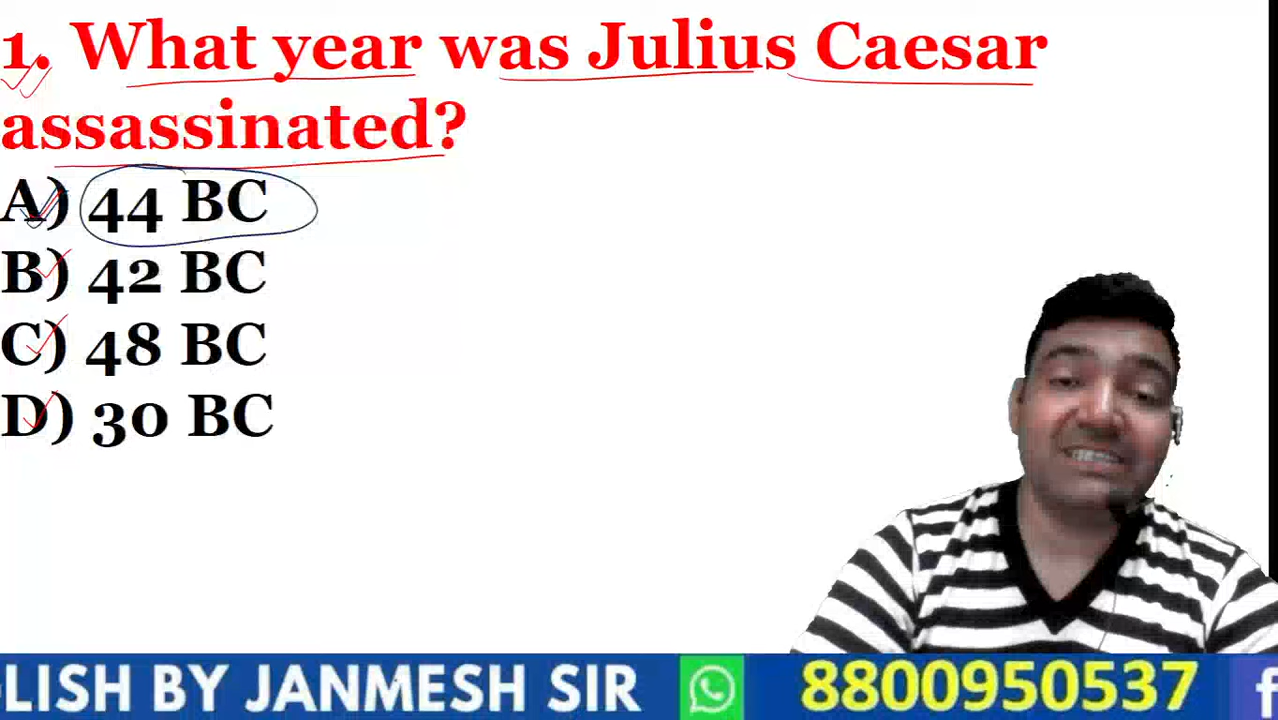 1. What year was Julius Caesar
assassinated?
A) 44 BC
B) 42 BC
C) 48 BC
D) 30 BC
LISH BY JANMESH SIR 8800950537